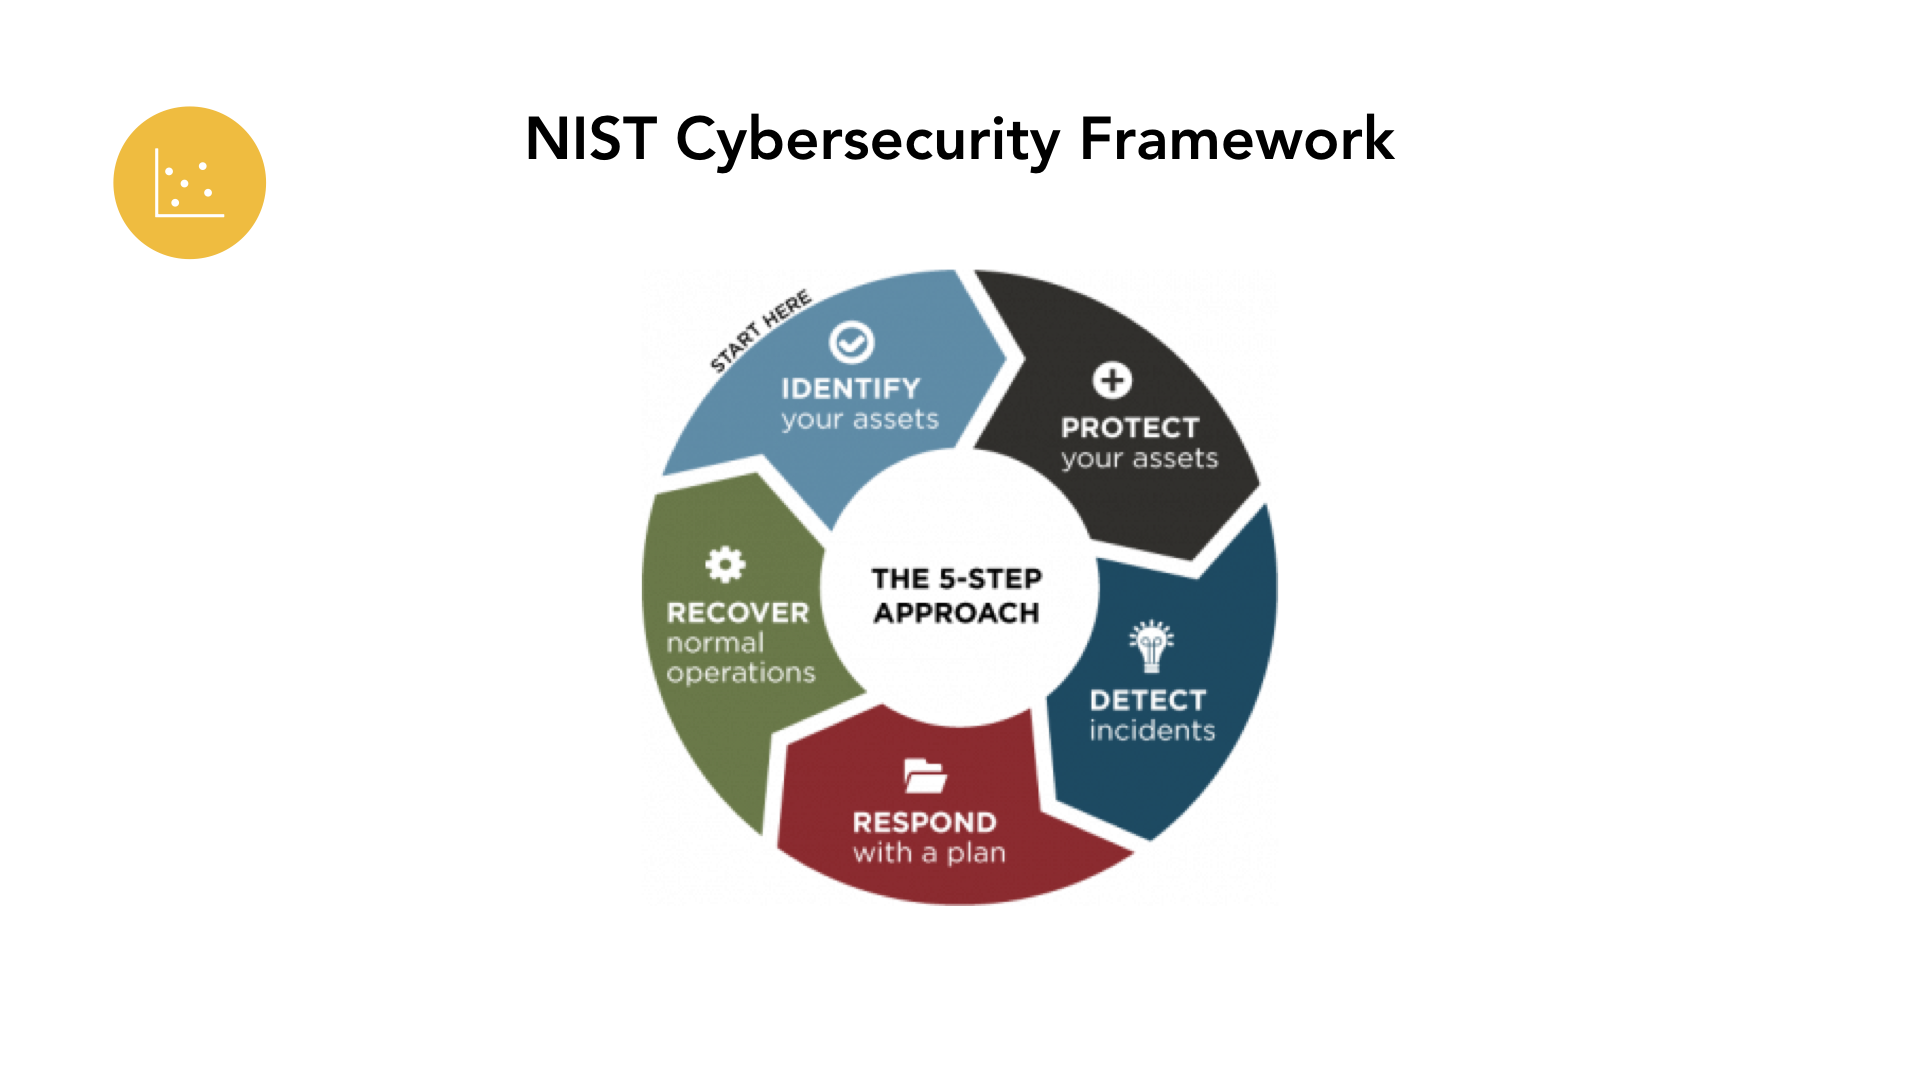 NIST Cybersecurity Framework
START HERE
IDENTIFY
your assets
PROTECT
your assets
DETECT
incidents
RESPOND
with a plan
RECOVER
normal
operations
THE 5-STEP
APPROACH